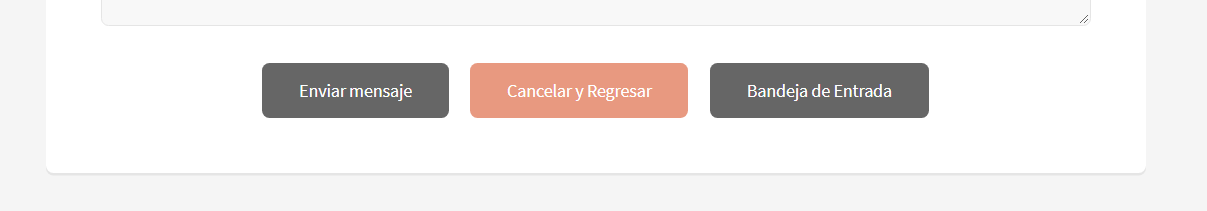 Enviar mensaje
Cancelar y Regresar
Bandeja de Entrada